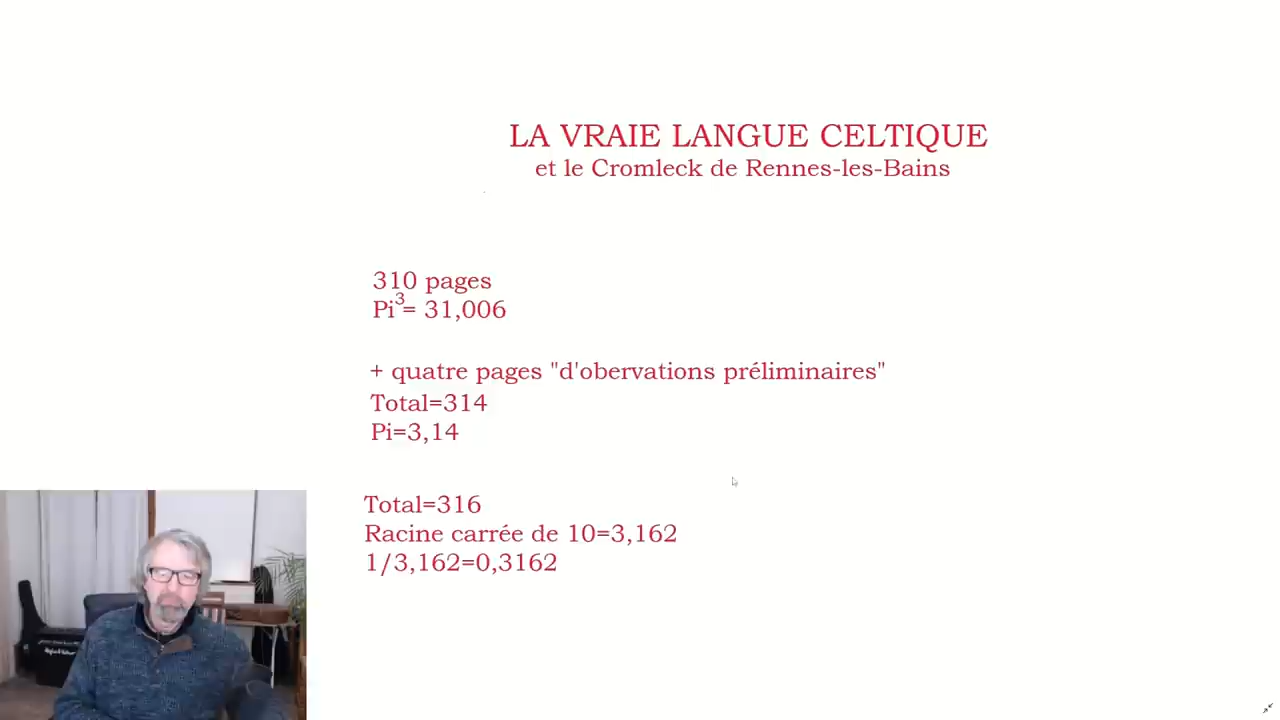 LA VRAIE LANGUE CELTIQUE
et le Cromleck de Rennes-les-Bains
310 pages
Pi³= 31,006
+ quatre pages "d'obervations préliminaires"
Total=314
Pi=3,14
Total=316
Racine carrée de 10=3,162
1/3,162=0,3162